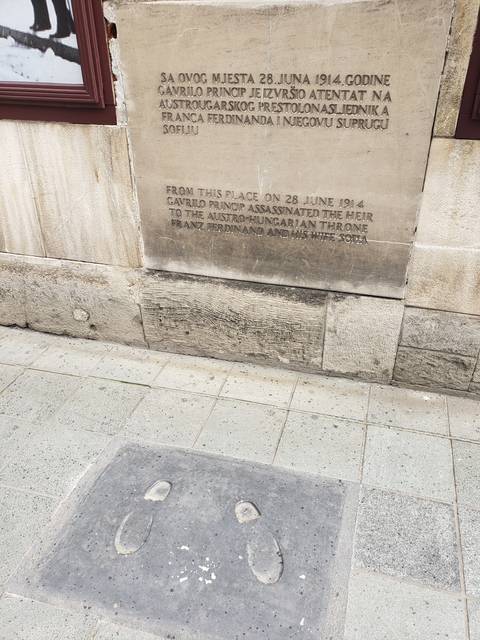 SA OVOG MJESTA 28.JUNA 1914.GODINE
GAVRILO PRINCIP JE IZVRŠIO ATENTAT NA
AUSTROUGARSKOG PRESTOLONASLJEDNIKA
FRANCA FERDINANDA I NJEGOVU SUPRUGU
SOFIJU
FROM THIS PLACE ON 28 JUNE 1914
GAVRILO PRINCIP ASSASSINATED THE HEIR
TO THE AUSTRO-HUNGARIAN THRONE
FRANZ FERDINAND AND HIS WIFE SOFIA